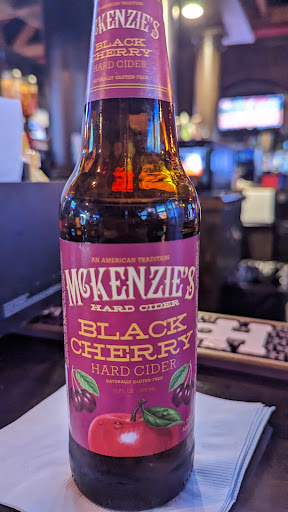 McKENZIE'S
BLACK
CHERRY
HARD CIDER
NATURALLY GLUTEN-FREE
AN AMERICAN TRADITION
McKENZIE'S
HARD CIDER
BLACK
CHERRY
HARD CIDER
NATURALLY GLUTEN-FREE